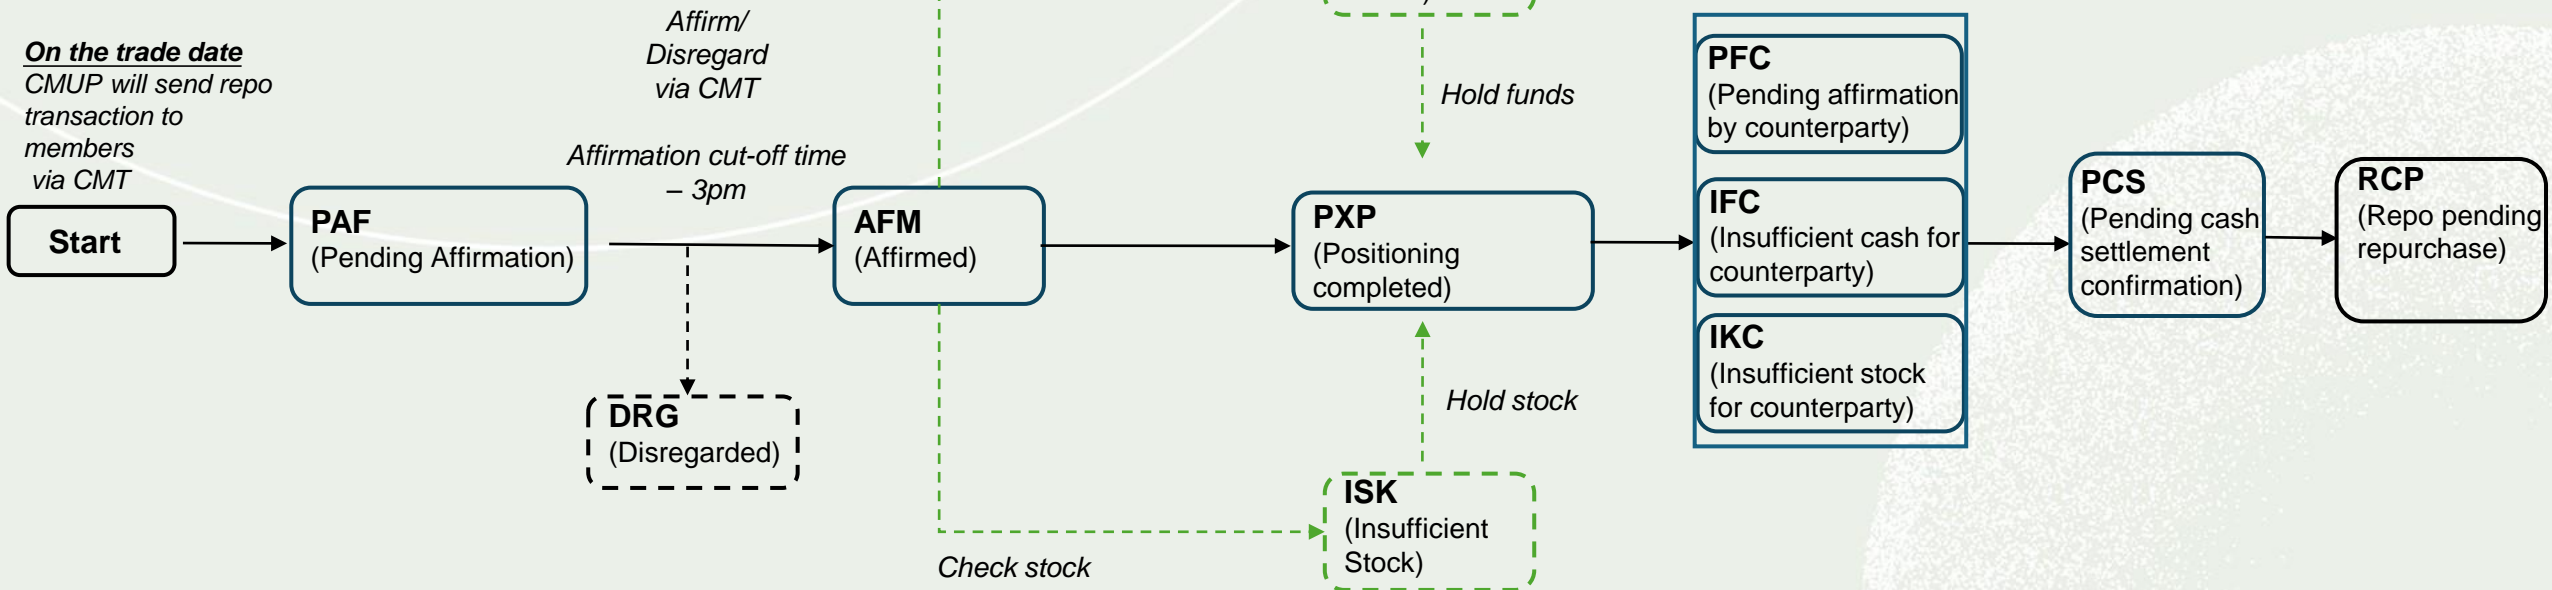 On the trade date
CMUP will send repo
transaction to
members
via CMT
Start
PAF
(Pending Affirmation)
Affirm/
Disregard
via CMT
Affirmation cut-off time
– 3pm
DRG
(Disregarded)
AFM
(Affirmed)
Check stock
Hold funds
PXP
(Positioning
completed)
Hold stock
ISK
(Insufficient
Stock)
PFC
(Pending affirmation
by counterparty)
IFC
(Insufficient cash for
counterparty)
IKC
(Insufficient stock
for counterparty)
PCS
(Pending cash
settlement
confirmation)
RCP
(Repo pending
repurchase)